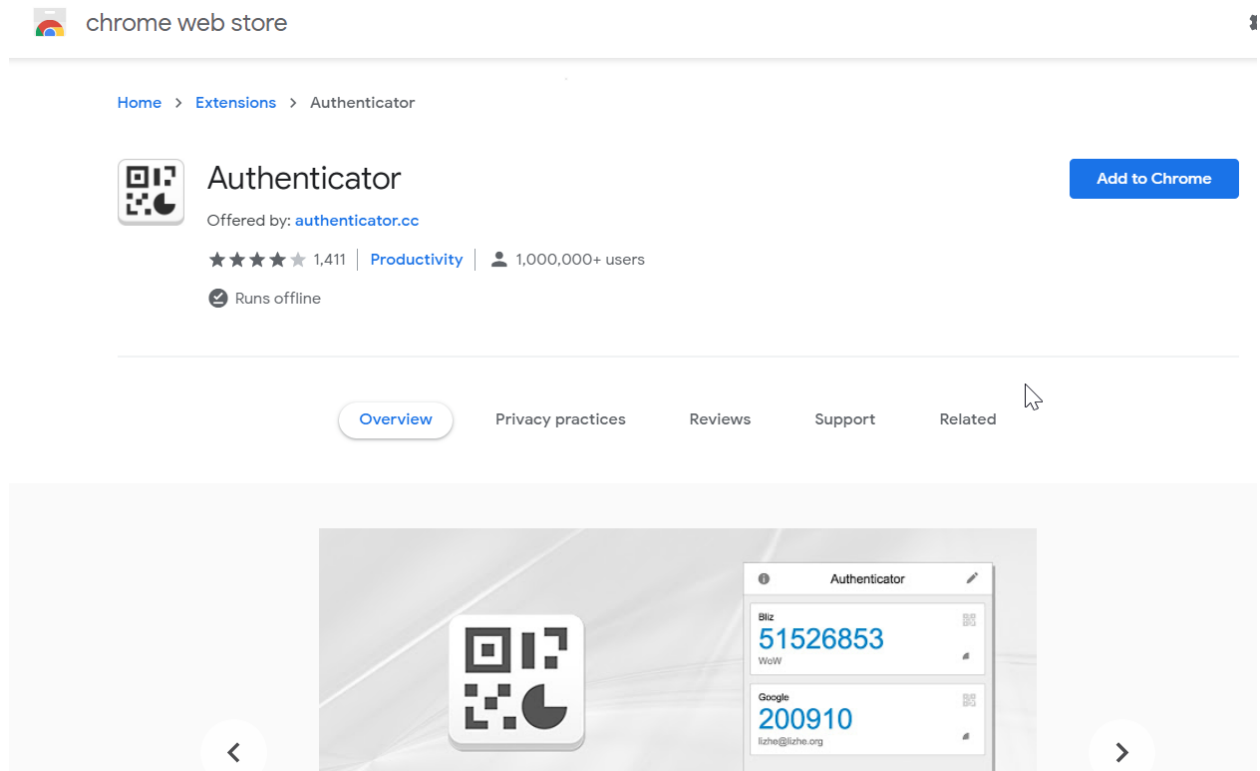 chrome web store
Home > Extensions > Authenticator
Authenticator
Add to Chrome
Offered by: authenticator.cc
1,411 | Productivity | 1,000,000+ users
Runs offline
Overview Privacy practices Reviews Support Related
Authenticator
Bliz
51526853
WoW
Google
200910
lizhe@lizhe.org